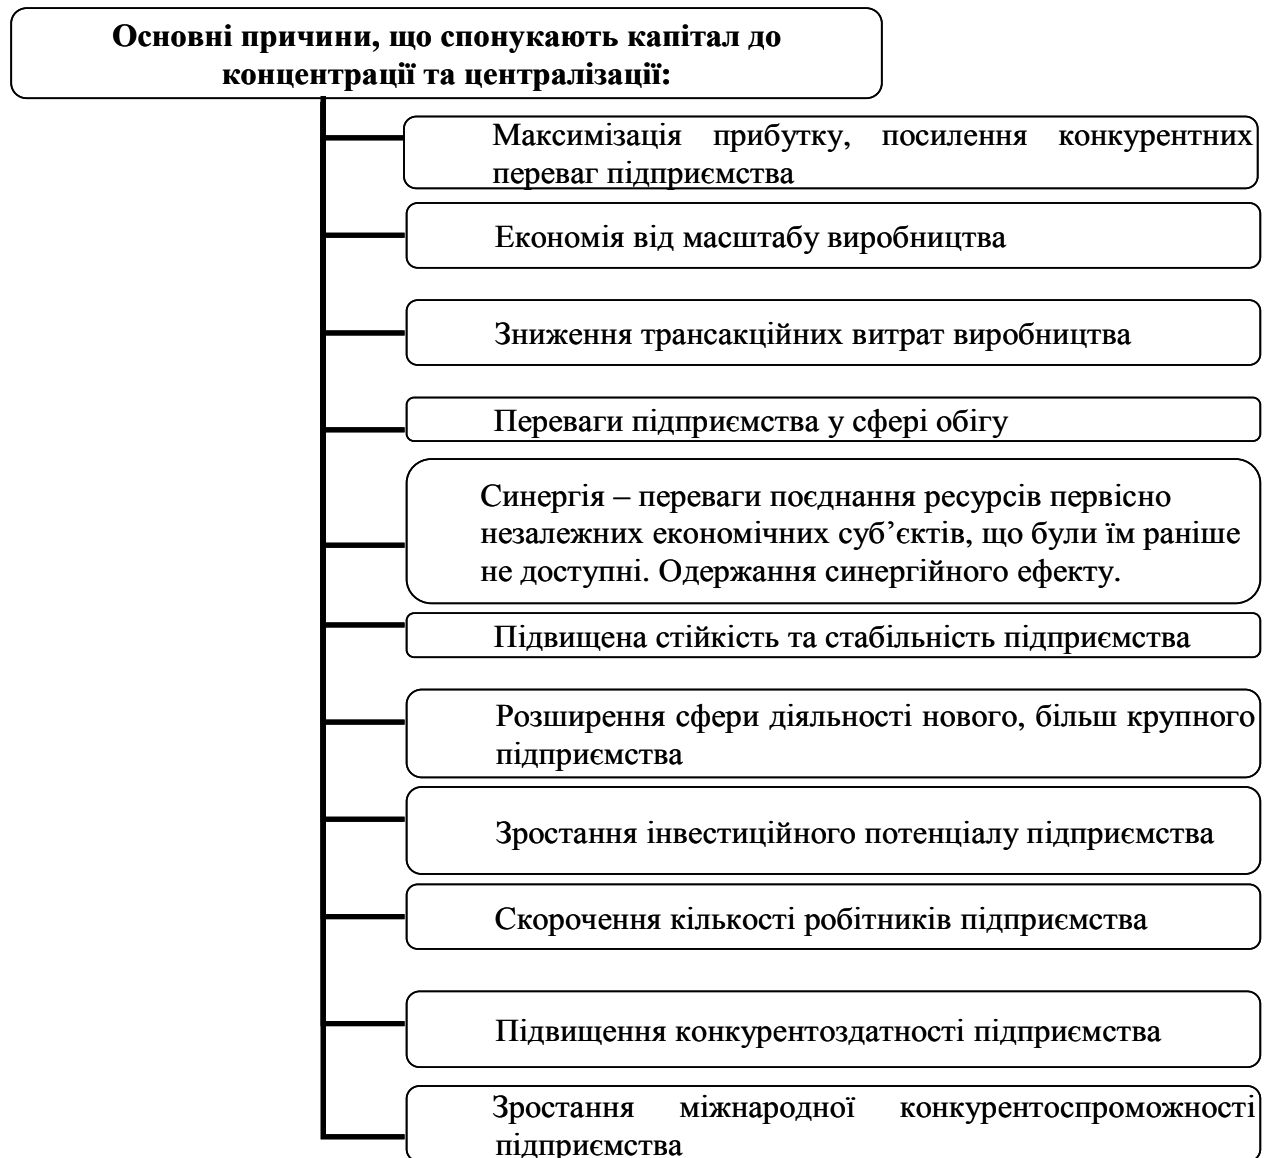 Основні причини, що спонукають капітал до
концентрації та централізації:
Максимізація прибутку, посилення конкурентних
переваг підприємства
Економія від масштабу виробництва
Зниження трансакційних витрат виробництва
Переваги підприємства у сфері обігу
Синергія – переваги поєднання ресурсів первісно
незалежних економічних суб’єктів, що були їм раніше
не доступні. Одержання синергійного ефекту.
Підвищена стійкість та стабільність підприємства
Розширення сфери діяльності нового, більш крупного
підприємства
Зростання інвестиційного потенціалу підприємства
Скорочення кількості робітників підприємства
Підвищення конкурентоздатності підприємства
Зростання міжнародної конкурентоспроможності
підприємства